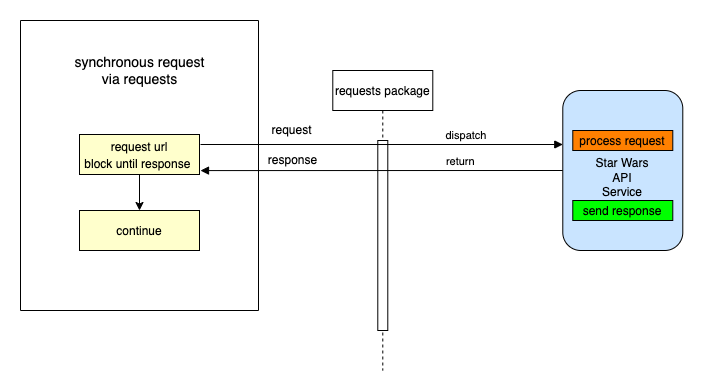 synchronous request
via requests
requests package
request
dispatch
request url
block until response
process request
response
return
Star Wars
API
Service
send response
continue